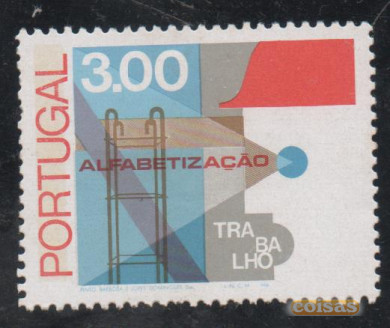 PORTUGAL
3.00
ALFABETIZAÇÃO
TRA
BA
LHO
coisas